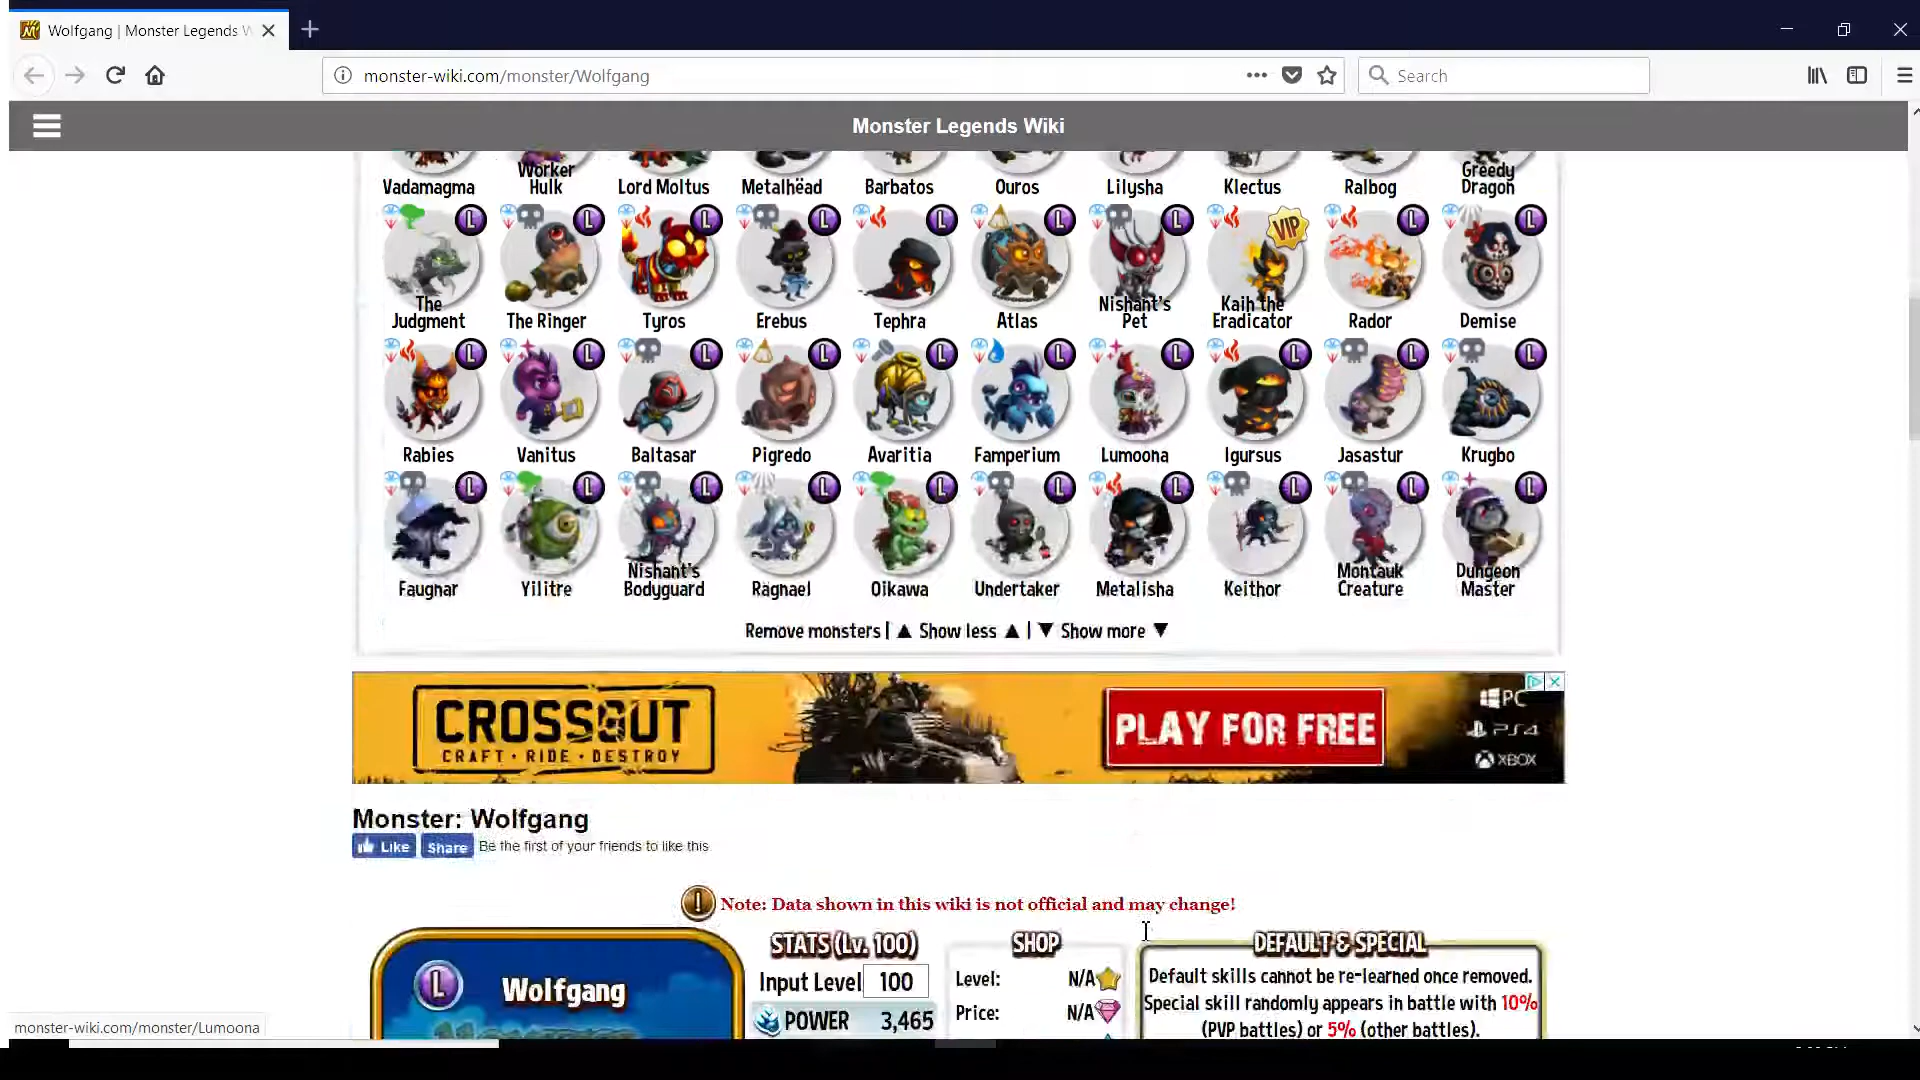 Wolfgang | Monster Legends W
monster-wiki.com/monster/Wolfgang
Search
Monster Legends Wiki
Vadamagma
Worker Hulk
Lord Moltus
Metalhëad
Barbatos
Ouros
Lilysha
Klectus
Ralbog
Greedy Dragon
L L L L L L L VIP L L
The Judgment
The Ringer
Tyros
Erebus
Tephra
Atlas
Nishant's Pet
Kaih the Eradicator
Rador
Demise
L L L L L L L L L L
Rabies
Vanitus
Baltasar
Pigredo
Avaritia
Famperium
Lumoona
Igursus
Jasastur
Krugbo
L L L L L L L L L L
Faugnar
Yilitre
Nishant's Bodyguard
Ragnael
Oikawa
Undertaker
Metalisha
Keithor
Montauk Creature
Dungeon Master
Remove monsters | ▲ Show less ▲ | ▼ Show more ▼
CROSSOUT
CRAFT · RIDE · DESTROY
PLAY FOR FREE
PC
PS4
XBOX
Monster: Wolfgang
Like Share Be the first of your friends to like this
Note: Data shown in this wiki is not official and may change!
L Wolfgang
STATS (Lv. 100)
Input Level 100
POWER 3,465
SHOP
Level: N/A
Price: N/A
DEFAULT & SPECIAL
Default skills cannot be re-learned once removed.
Special skill randomly appears in battle with 10%
(PVP battles) or 5% (other battles).
monster-wiki.com/monster/Lumoona